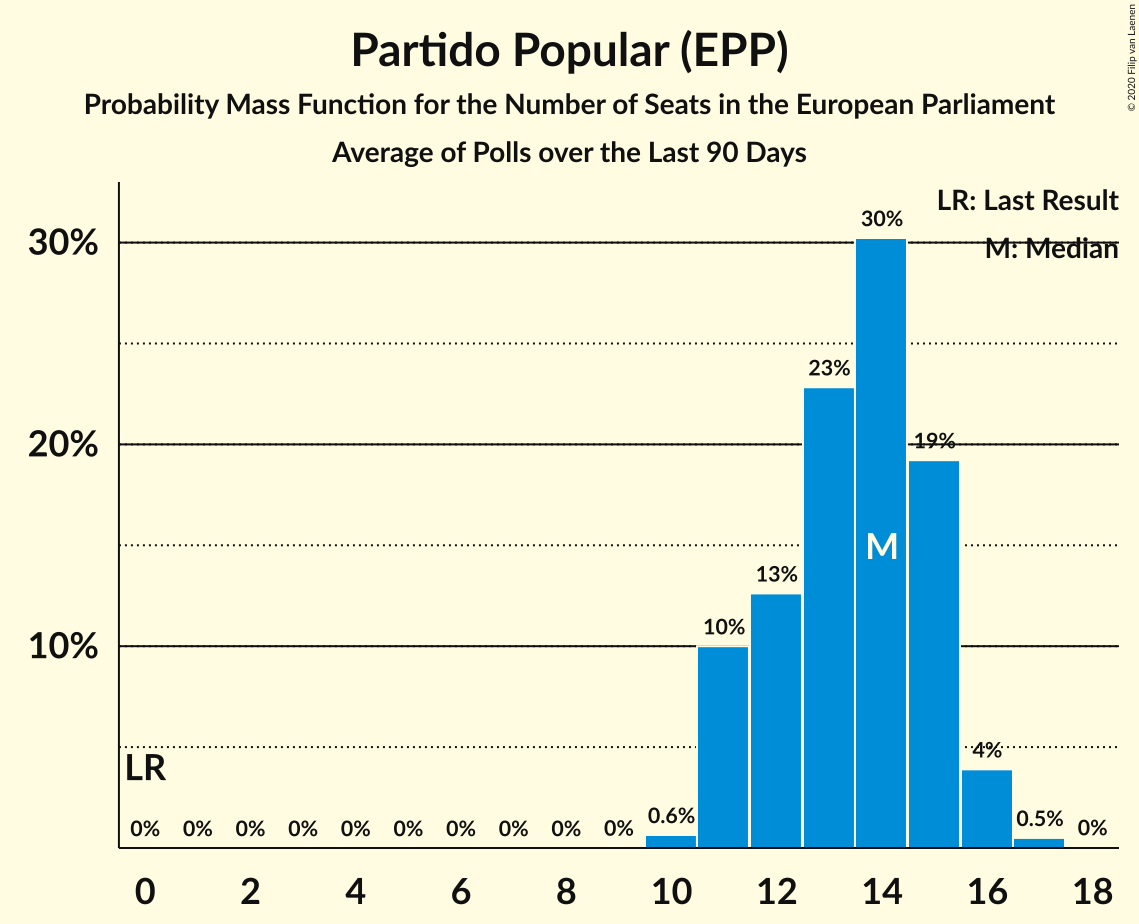 Partido Popular (EPP)
Probability Mass Function for the Number of Seats in the European Parliament
Average of Polls over the Last 90 Days
© 2020 Filip van Laenen
LR: Last Result
M: Median
30%
20%
10%
30%
23%
19%
M
13%
10%
LR
4%
0% 0% 0% 0% 0% 0% 0% 0% 0% 0% 0.6% 0.5% 0%
0 2 4 6 8 10 12 14 16 18